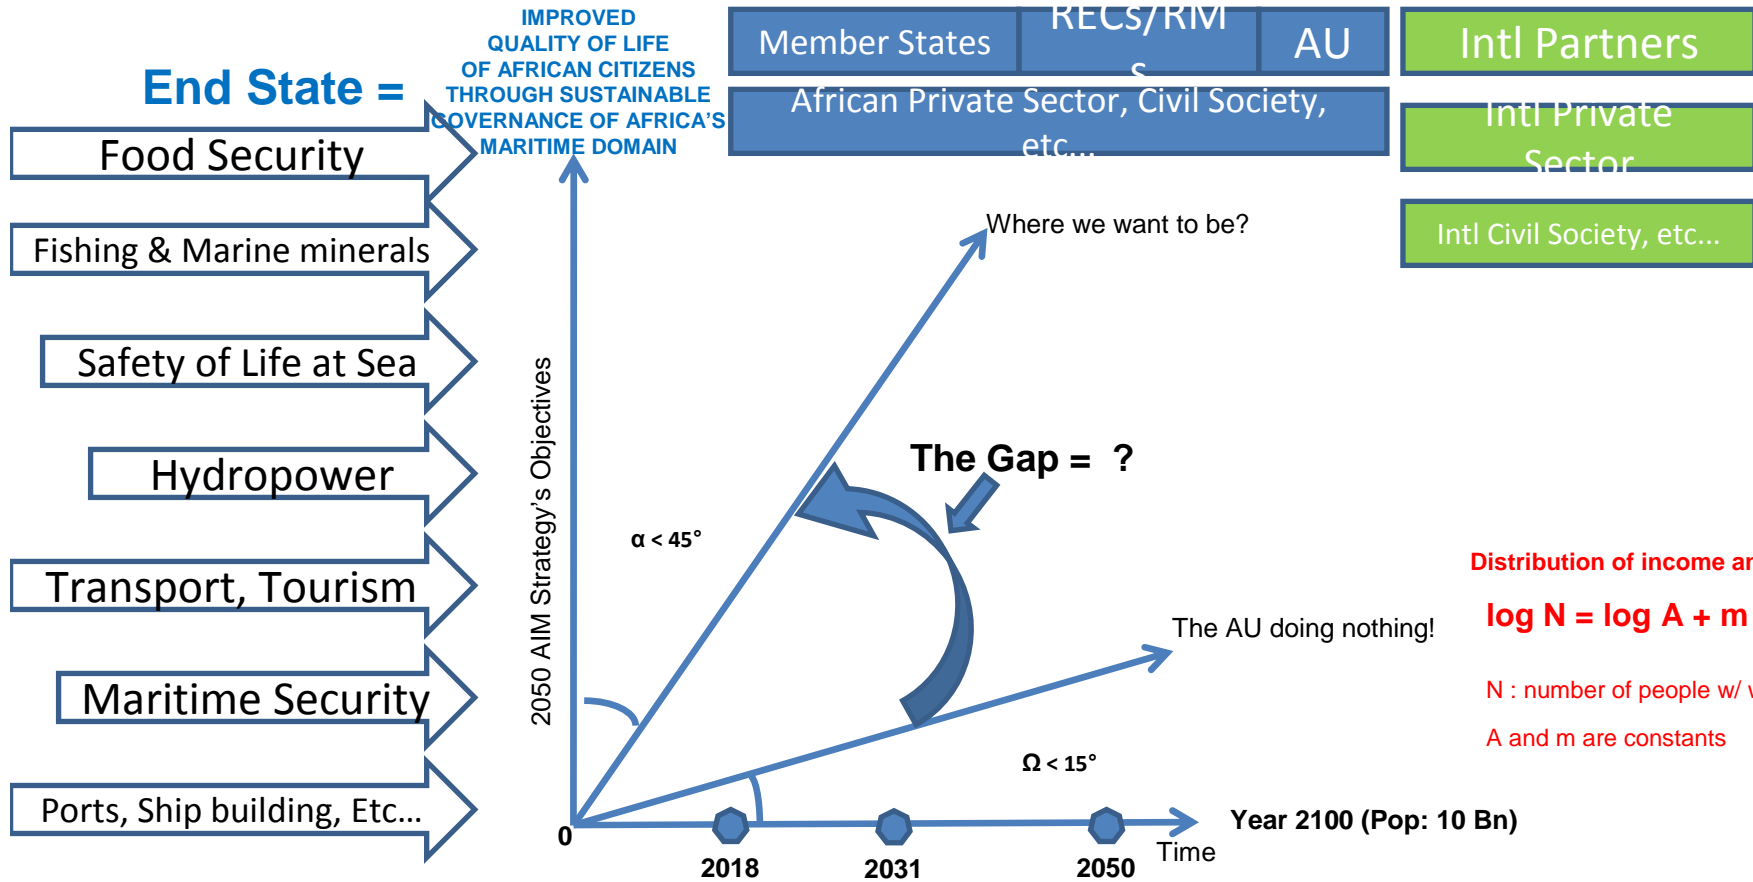 IMPROVED
QUALITY OF LIFE
OF AFRICAN CITIZENS
THROUGH SUSTAINABLE
GOVERNANCE OF AFRICA'S
MARITIME DOMAIN
End State =
Member States
RECs/RM
s
AU
Intl Partners
African Private Sector, Civil Society,
etc...
Intl Private
Sector
Intl Civil Society, etc...
Food Security
Fishing & Marine minerals
Safety of Life at Sea
Hydropower
Transport, Tourism
Maritime Security
Ports, Ship building, Etc...
2050 AIM Strategy's Objectives
Where we want to be?
The Gap = ?
α < 45°
The AU doing nothing!
Ω < 15°
Distribution of income
log N = log A + m
N : number of people w/
A and m are constants
0
2018
2031
2050
Time
Year 2100 (Pop: 10 Bn)